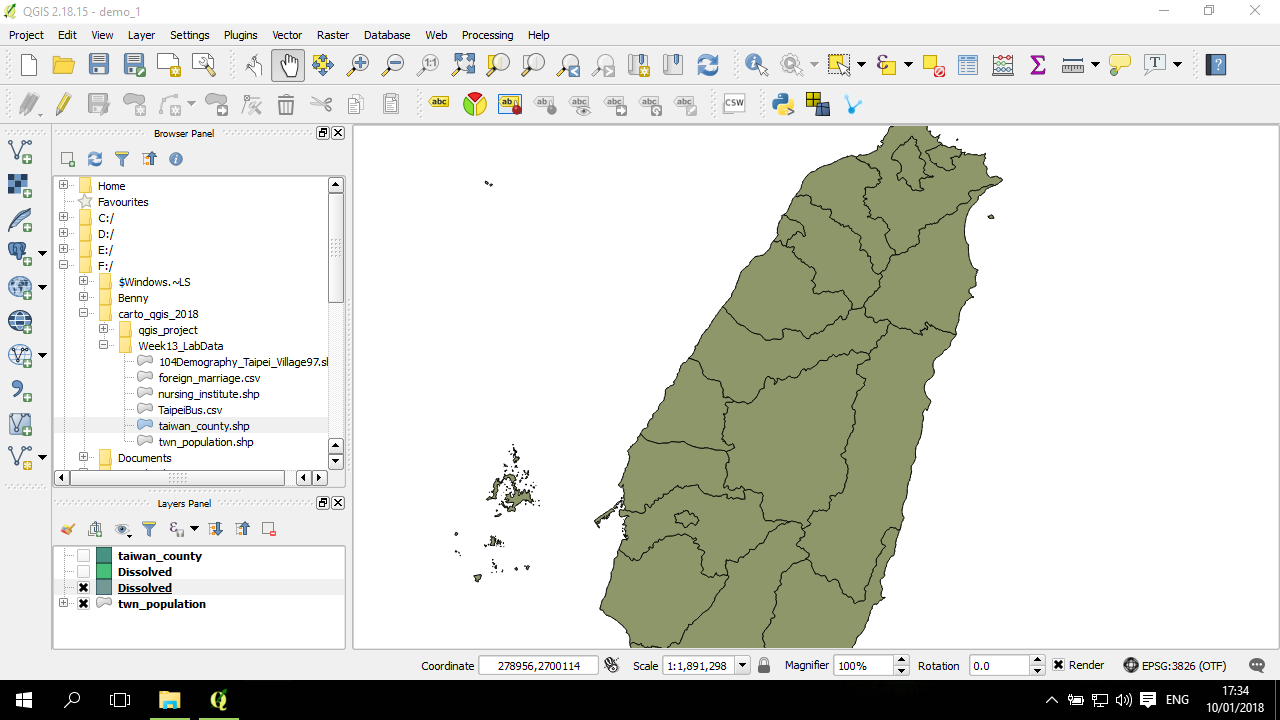 QGIS 2.18.15 - demo_1
Project Edit View Layer Settings Plugins Vector Raster Database Web Processing Help
abc CSW
Browser Panel
Home
Favourites
C:/
D:/
E:/
F:/
$Windows.~LS
Benny
carto_qgis_2018
qgis_project
Week13_LabData
104Demography_Taipei_Village97.sl
foreign_marriage.csv
nursing_institute.shp
TaipeiBus.csv
taiwan_county.shp
twn_population.shp
Documents
Layers Panel
taiwan_county
Dissolved
Dissolved
twn_population
Coordinate 278956,2700114 Scale 1:1,891,298 Magnifier 100% Rotation 0.0 Render EPSG:3826 (OTF)
ENG
17:34
10/01/2018